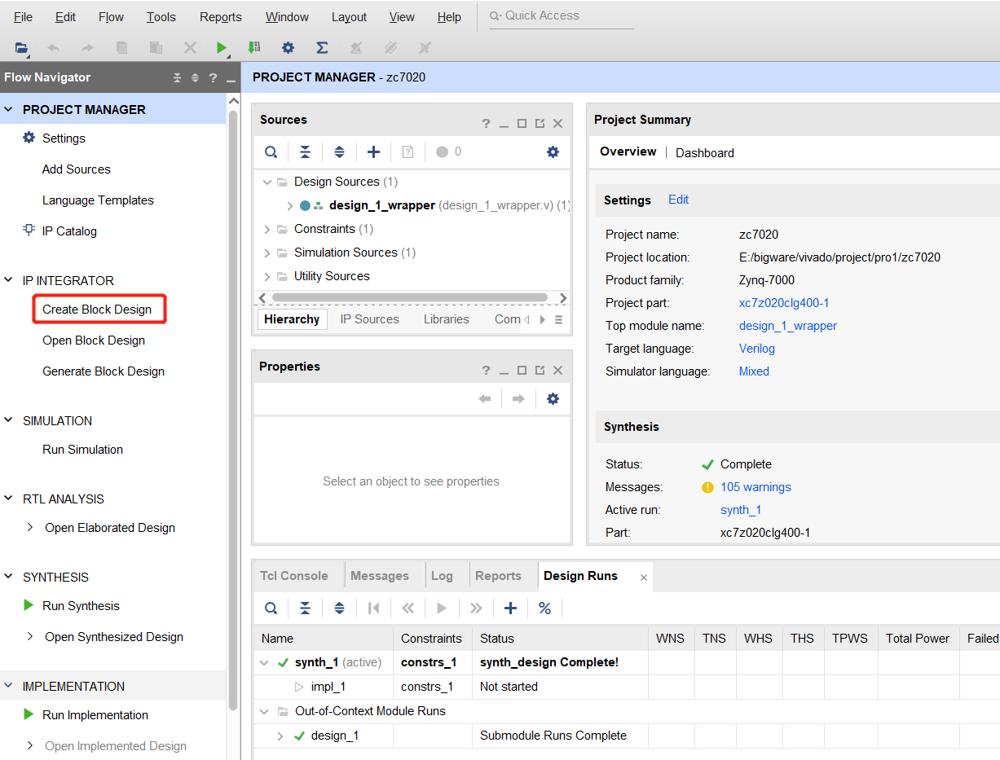 File Edit Flow Tools Reports Window Layout View Help Quick Access
Flow Navigator
PROJECT MANAGER
Settings
Add Sources
Language Templates
IP Catalog
IP INTEGRATOR
Create Block Design
Open Block Design
Generate Block Design
SIMULATION
Run Simulation
RTL ANALYSIS
Open Elaborated Design
SYNTHESIS
Run Synthesis
Open Synthesized Design
IMPLEMENTATION
Run Implementation
Open Implemented Design
PROJECT MANAGER - zc7020
Sources
0
Design Sources (1)
design_1_wrapper (design_1_wrapper.v) (1)
Constraints (1)
Simulation Sources (1)
Utility Sources
Hierarchy IP Sources Libraries Com
Properties
Select an object to see properties
Project Summary
Overview | Dashboard
Settings Edit
Project name: zc7020
Project location: E:/bigware/vivado/project/pro1/zc7020
Product family: Zynq-7000
Project part: xc7z020clg400-1
Top module name: design_1_wrapper
Target language: Verilog
Simulator language: Mixed
Synthesis
Status: Complete
Messages: 105 warnings
Active run: synth_1
Part: xc7z020clg400-1
Tcl Console Messages Log Reports Design Runs
Name Constraints Status WNS TNS WHS THS TPWS Total Power Failed
synth_1 (active) constrs_1 synth_design Complete!
impl_1 constrs_1 Not started
Out-of-Context Module Runs
design_1 Submodule Runs Complete